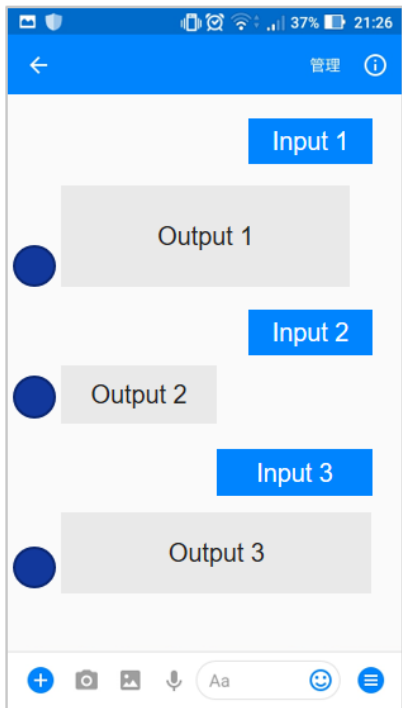 37% 21:26
管理
Input 1
Output 1
Input 2
Output 2
Input 3
Output 3
Aa